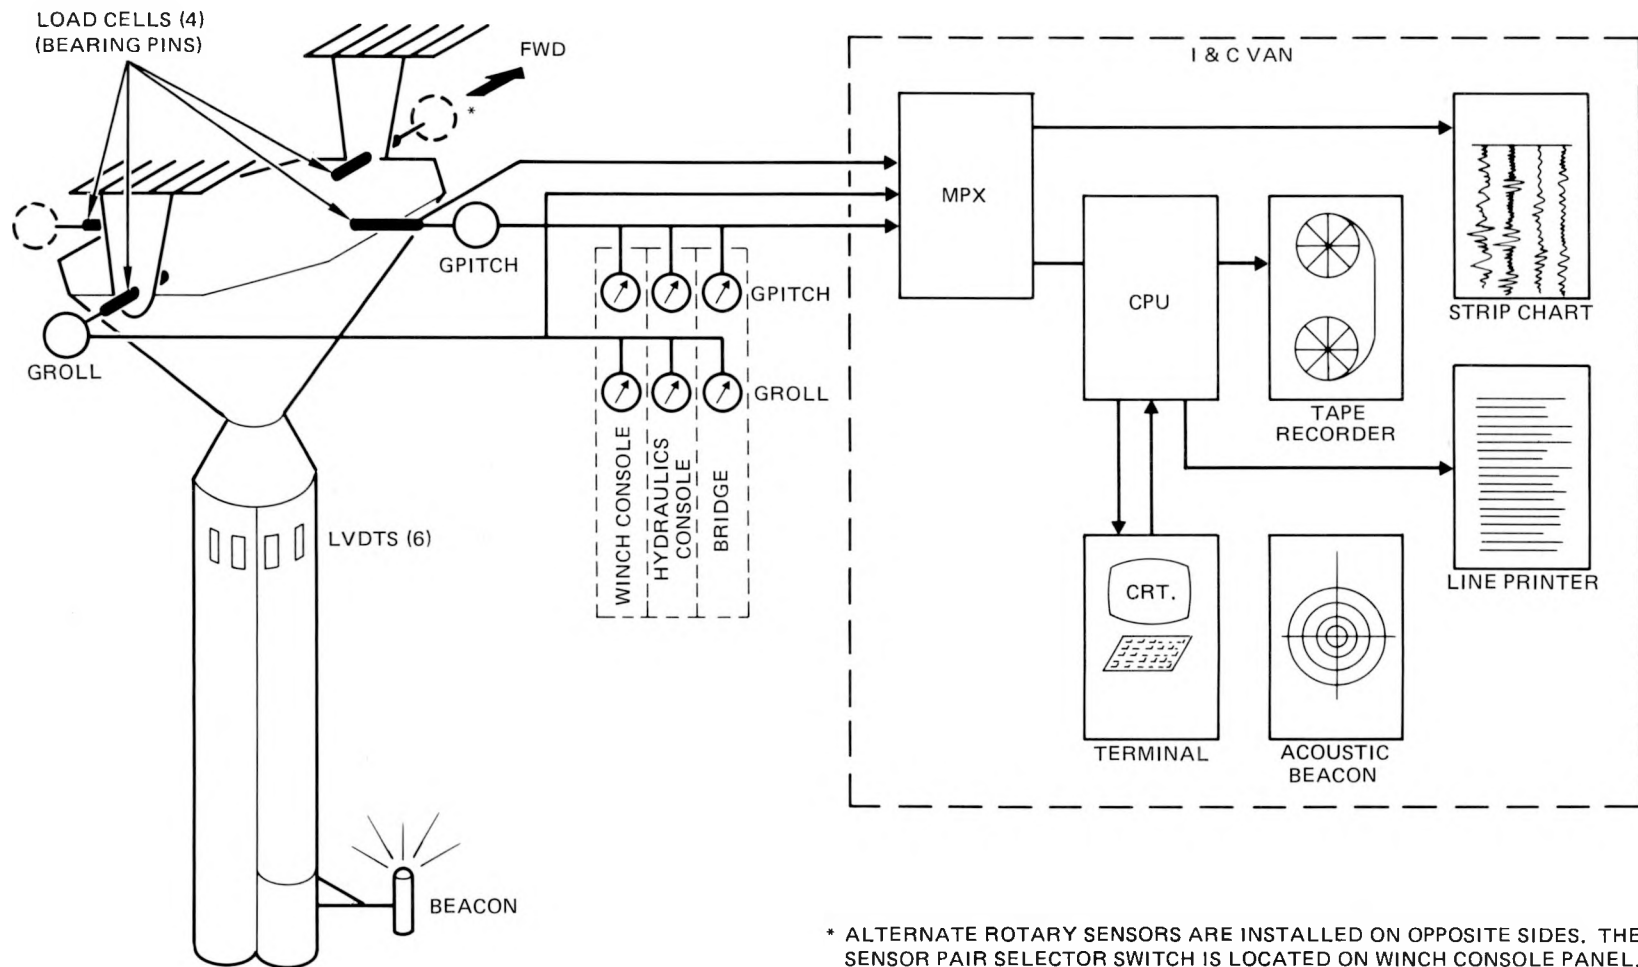 LOAD CELLS (4)
(BEARING PINS)
FWD
*
I & C VAN
MPX
GPITCH
GPITCH
CPU
STRIP CHART
GROLL
GROLL
TAPE
RECORDER
WINCH CONSOLE
HYDRAULICS
CONSOLE
BRIDGE
LVDTS (6)
CRT.
LINE PRINTER
TERMINAL
ACOUSTIC
BEACON
BEACON
* ALTERNATE ROTARY SENSORS ARE INSTALLED ON OPPOSITE SIDES. THE
SENSOR PAIR SELECTOR SWITCH IS LOCATED ON WINCH CONSOLE PANEL.